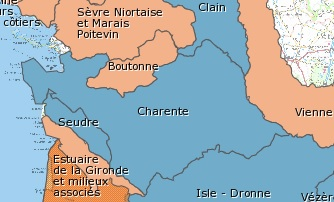 Clain
Sèvre Niortaise
et Marais
Poitevin
côtiers
Boutonne
Charente
Vienne
Seudre
Estuaire
de la Gironde
et milieux
associés
Isle - Dronne